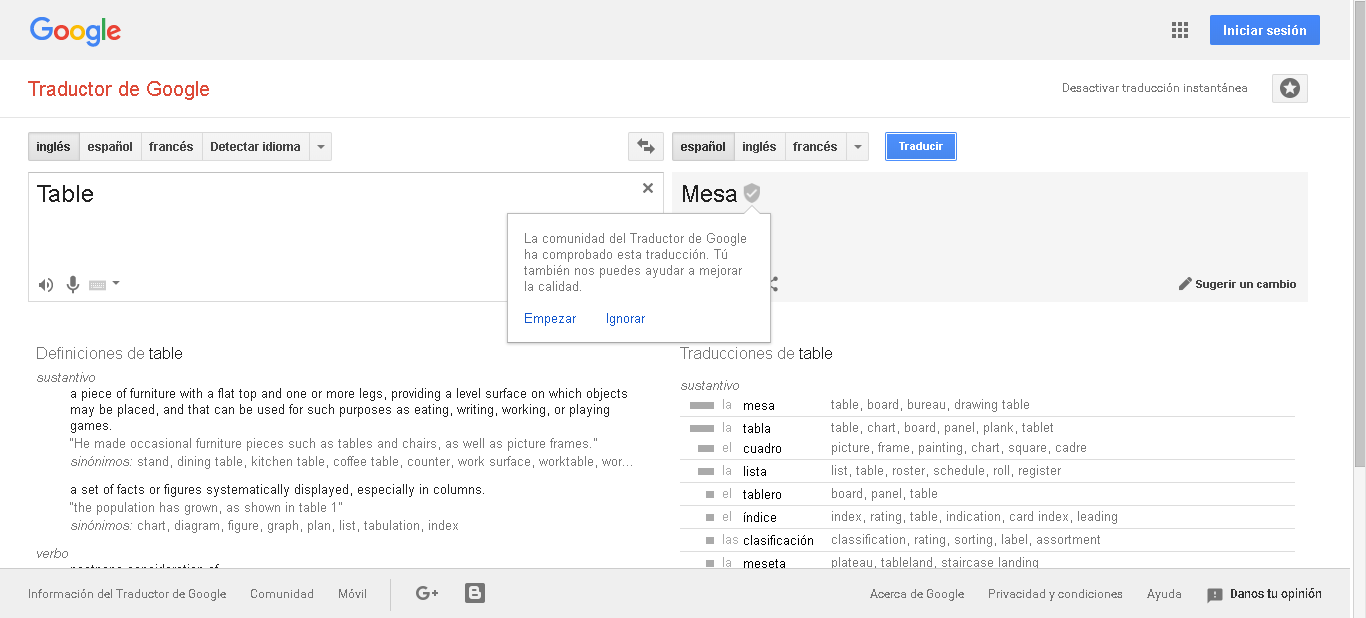 Google
Iniciar sesión
Traductor de Google
Desactivar traducción instantánea
inglés español francés Detectar idioma
español inglés francés
Traducir
Table
Mesa
La comunidad del Traductor de Google
ha comprobado esta traducción. Tú
también nos puedes ayudar a mejorar
la calidad.
Empezar Ignorar
Sugerir un cambio
Definiciones de table
sustantivo
a piece of furniture with a flat top and one or more legs, providing a level surface on which objects
may be placed, and that can be used for such purposes as eating, writing, working, or playing
games.
"He made occasional furniture pieces such as tables and chairs, as well as picture frames."
sinónimos: stand, dining table, kitchen table, coffee table, counter, work surface, worktable, wor...
a set of facts or figures systematically displayed, especially in columns.
"the population has grown, as shown in table 1"
sinónimos: chart, diagram, figure, graph, plan, list, tabulation, index
verbo
postpone consideration of
Traducciones de table
sustantivo
la mesa table, board, bureau, drawing table
la tabla table, chart, board, panel, plank, tablet
el cuadro picture, frame, painting, chart, square, cadre
la lista list, table, roster, schedule, roll, register
el tablero board, panel, table
el índice index, rating, table, indication, card index, leading
las clasificación classification, rating, sorting, label, assortment
la meseta plateau, tableland, staircase landing
Información del Traductor de Google Comunidad Móvil G+ B Acerca de Google Privacidad y condiciones Ayuda Danos tu opinión